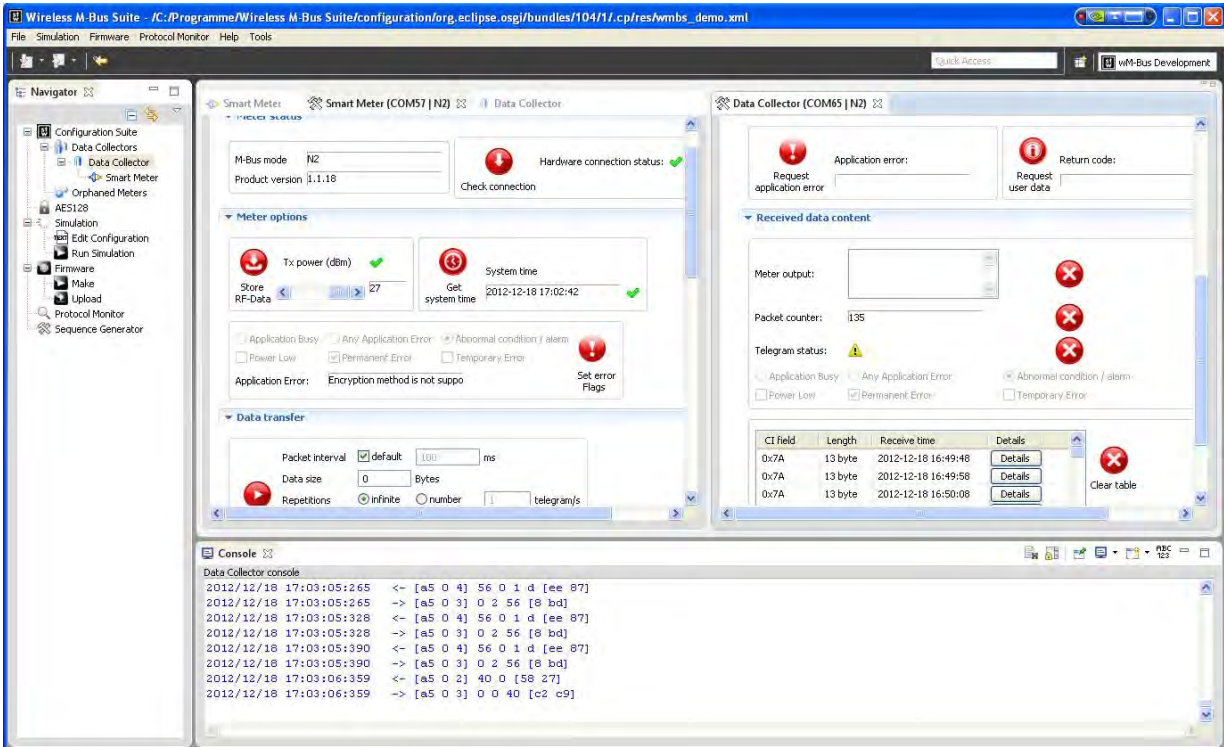 Wireless M-Bus Suite - /C:/Programme/Wireless M-Bus Suite/configuration/org.eclipse.osgi/bundles/104/1/.cp/res/wmbs_demo.xml
File Simulation Firmware Protocol Monitor Help Tools
Quick Access
wM-Bus Development
Navigator
Configuration Suite
Data Collectors
Data Collector
Smart Meter
Orphaned Meters
AES128
Simulation
Edit Configuration
Run Simulation
Firmware
Make
Upload
Protocol Monitor
Sequence Generator
Smart Meter
Smart Meter (COM57 | N2)
Data Collector
Meter status
M-Bus mode N2
Product version 1.1.18
Check connection
Hardware connection status:
Meter options
Store RF-Data
Tx power (dBm)
27
Get system time
System time
2012-12-18 17:02:42
Application Busy Any Application Error Abnormal condition / alarm
Power Low Permanent Error Temporary Error
Application Error: Encryption method is not suppo
Set error Flags
Data transfer
Packet interval default 100 ms
Data size 0 Bytes
Repetitions infinite number 1 telegram/s
Data Collector (COM65 | N2)
Request application error
Application error:
Request user data
Return code:
Received data content
Meter output:
Packet counter: 135
Telegram status:
Application Busy Any Application Error Abnormal condition / alarm
Power Low Permanent Error Temporary Error
CI field Length Receive time Details
0x7A 13 byte 2012-12-18 16:49:48 Details
0x7A 13 byte 2012-12-18 16:49:58 Details
0x7A 13 byte 2012-12-18 16:50:08 Details
Clear table
Console
ABC 123
Data Collector console
2012/12/18 17:03:05:265 <- [a5 0 4] 56 0 1 d [ee 87]
2012/12/18 17:03:05:265 -> [a5 0 3] 0 2 56 [8 bd]
2012/12/18 17:03:05:328 <- [a5 0 4] 56 0 1 d [ee 87]
2012/12/18 17:03:05:328 -> [a5 0 3] 0 2 56 [8 bd]
2012/12/18 17:03:05:390 <- [a5 0 4] 56 0 1 d [ee 87]
2012/12/18 17:03:05:390 -> [a5 0 3] 0 2 56 [8 bd]
2012/12/18 17:03:06:359 <- [a5 0 2] 40 0 [58 27]
2012/12/18 17:03:06:359 -> [a5 0 3] 0 0 40 [c2 c9]